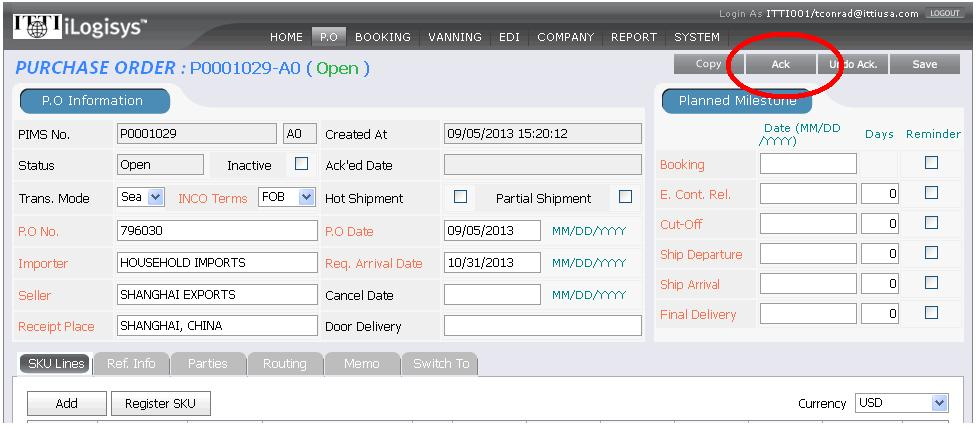 ITTI iLogisys™
Login As ITTI001/tconrad@ittiusa.com LOGOUT
HOME P.O BOOKING VANNING EDI COMPANY REPORT SYSTEM
PURCHASE ORDER : P0001029-A0 ( Open )
Copy Ack Undo Ack. Save
P.O Information
PIMS No. P0001029 A0 Created At 09/05/2013 15:20:12
Status Open Inactive Ack'ed Date
Trans. Mode Sea INCO Terms FOB Hot Shipment Partial Shipment
P.O No. 796030 P.O Date 09/05/2013 MM/DD/YYYY
Importer HOUSEHOLD IMPORTS Req. Arrival Date 10/31/2013 MM/DD/YYYY
Seller SHANGHAI EXPORTS Cancel Date MM/DD/YYYY
Receipt Place SHANGHAI, CHINA Door Delivery
Planned Milestone
Date (MM/DD
/YYYY) Days Reminder
Booking
E. Cont. Rel. 0
Cut-Off 0
Ship Departure 0
Ship Arrival 0
Final Delivery 0
SKU Lines Ref. Info Parties Routing Memo Switch To
Add Register SKU Currency USD